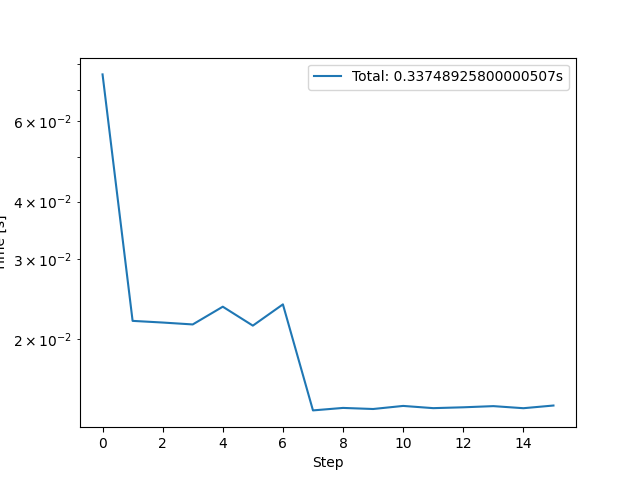 Total: 0.33748925800000507s
6 × 10⁻²
4 × 10⁻²
3 × 10⁻²
2 × 10⁻²
[s]
0 2 4 6 8 10 12 14
Step